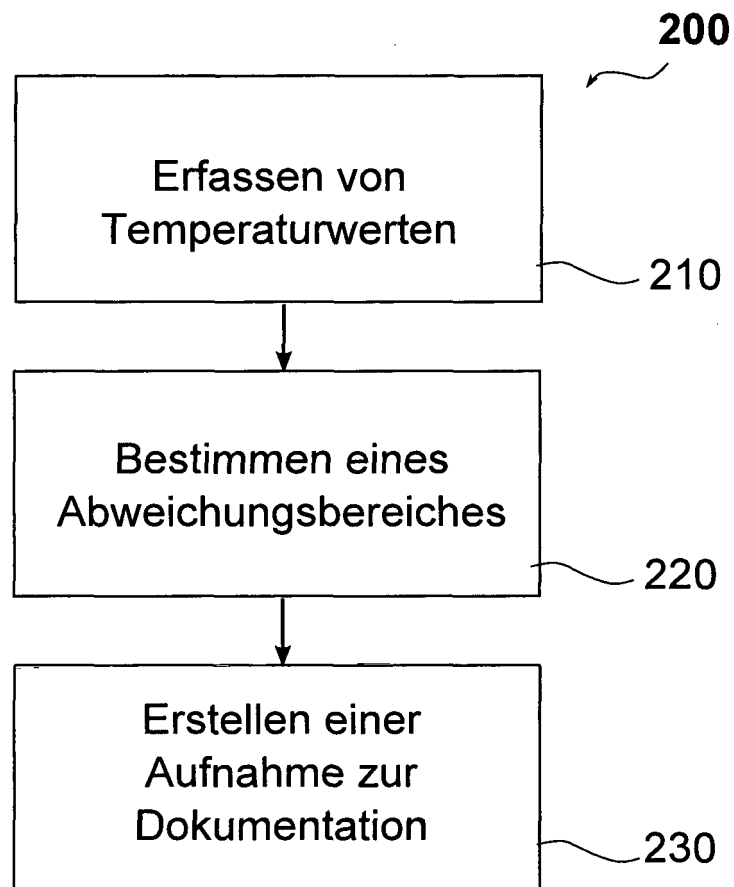 200
Erfassen von
Temperaturwerten
210
Bestimmen eines
Abweichungsbereiches
220
Erstellen einer
Aufnahme zur
Dokumentation
230